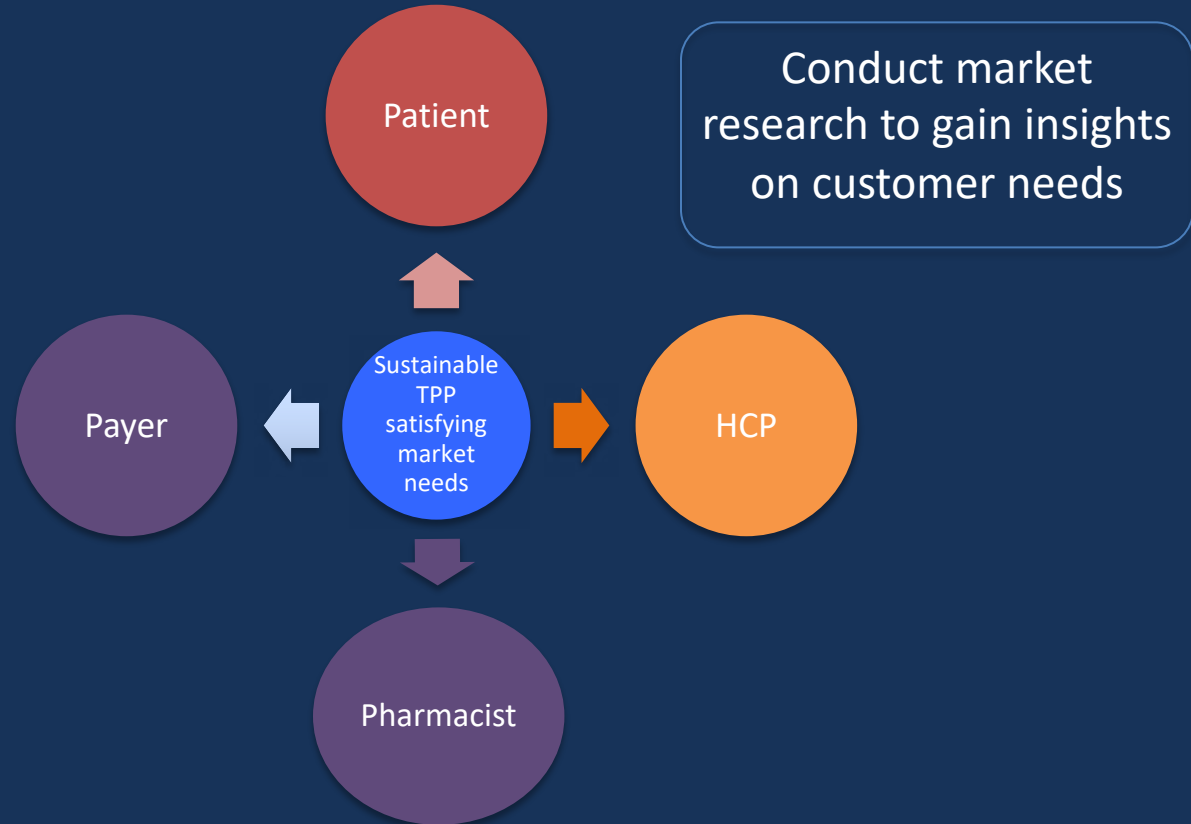 Patient
Conduct market
research to gain insights
on customer needs
Payer
Sustainable
TPP
satisfying
market
needs
HCP
Pharmacist